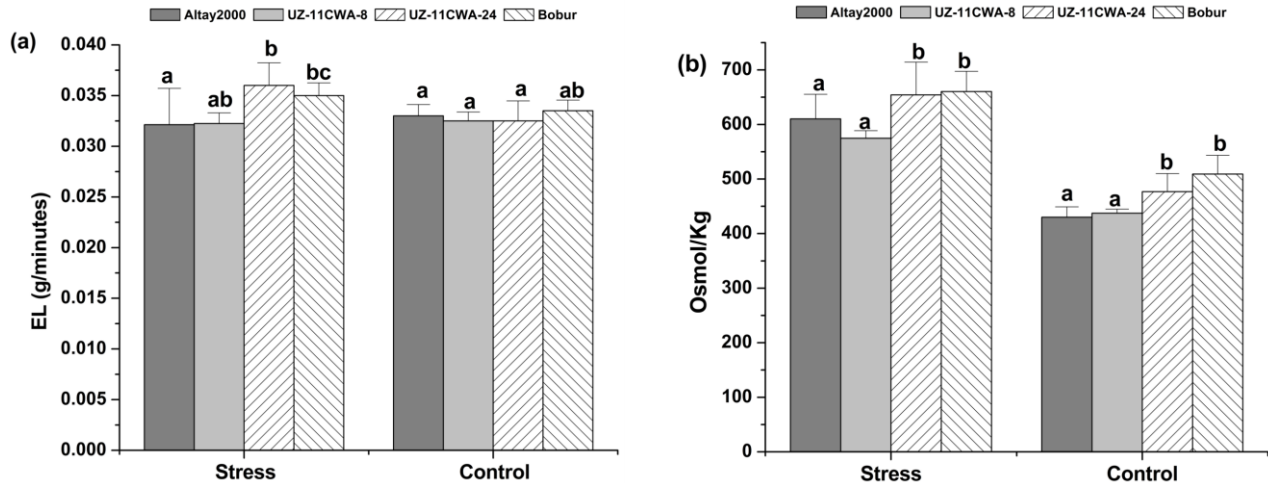 Altay2000 UZ-11CWA-8 UZ-11CWA-24 Bobur
(a)
0.040
0.035
0.030
0.025
0.020
0.015
0.010
0.005
0.000
EL (g/minutes)
a ab b bc a a a ab
Stress Control
Altay2000 UZ-11CWA-8 UZ-11CWA-24 Bobur
(b)
700
600
500
400
300
200
100
0
Osmol/Kg
a a b b a a b b
Stress Control